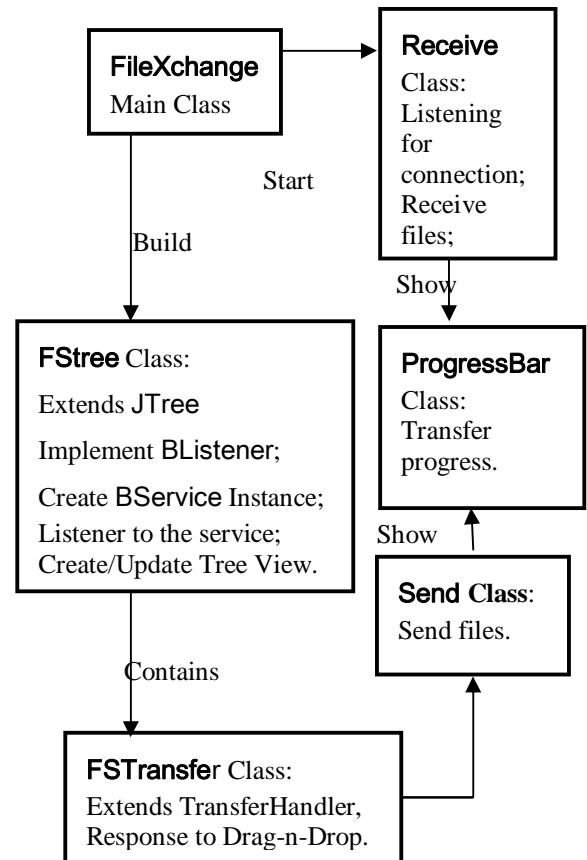 FileXchange
Main Class
Receive
Class:
Listening
for
connection;
Receive
files;
Start
Build
Show
FStree Class:
Extends JTree
Implement BListener;
Create BService Instance;
Listener to the service;
Create/Update Tree View.
ProgressBar
Class:
Transfer
progress.
Show
Send Class:
Send files.
Contains
FSTransfer Class:
Extends TransferHandler,
Response to Drag-n-Drop.